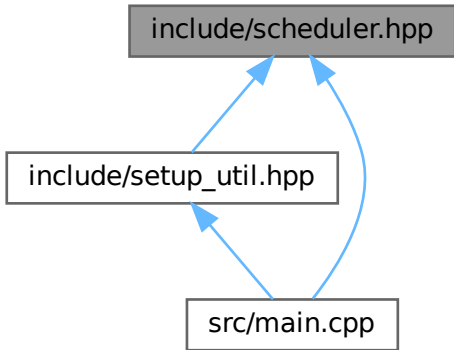 include/scheduler.hpp
include/setup_util.hpp
src/main.cpp